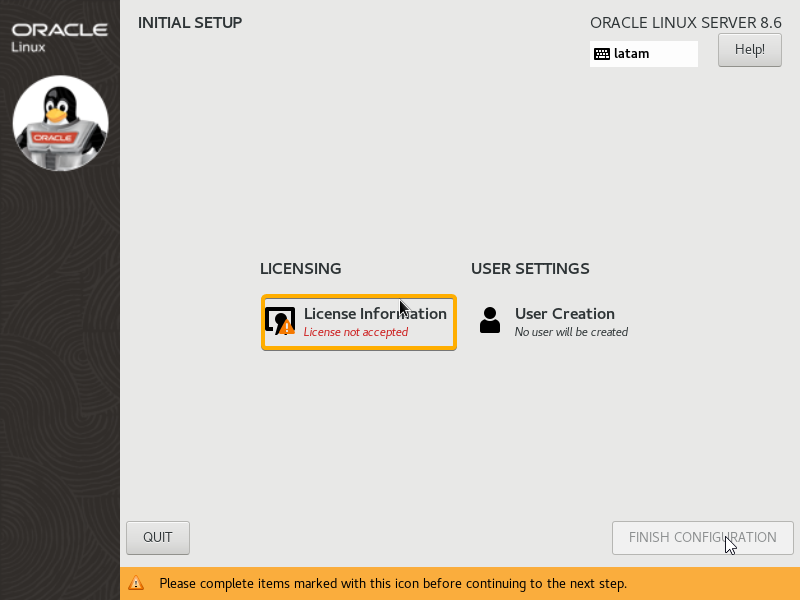 ORACLE
Linux
ORACLE
INITIAL SETUP
ORACLE LINUX SERVER 8.6
latam
Help!
LICENSING
License Information
License not accepted
USER SETTINGS
User Creation
No user will be created
QUIT
FINISH CONFIGURATION
Please complete items marked with this icon before continuing to the next step.